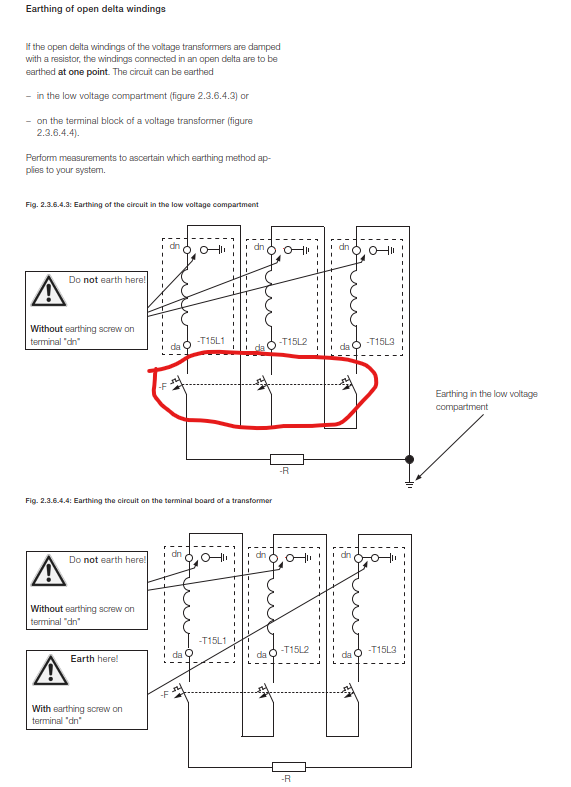 Earthing of open delta windings
If the open delta windings of the voltage transformers are damped
with a resistor, the windings connected in an open delta are to be
earthed at one point. The circuit can be earthed
– in the low voltage compartment (figure 2.3.6.4.3) or
– on the terminal block of a voltage transformer (figure
2.3.6.4.4).
Perform measurements to ascertain which earthing method ap-
plies to your system.
Fig. 2.3.6.4.3: Earthing of the circuit in the low voltage compartment
dn
dn
dn
Do not earth here!
Without earthing screw on
terminal "dn"
-T15L1
-T15L2
-T15L3
da
da
da
-F
Earthing in the low voltage
compartment
-R
Fig. 2.3.6.4.4: Earthing the circuit on the terminal board of a transformer
dn
dn
dn
Do not earth here!
Without earthing screw on
terminal "dn"
-T15L1
-T15L2
-T15L3
da
da
da
Earth here!
With earthing screw on
terminal "dn"
-F
-R